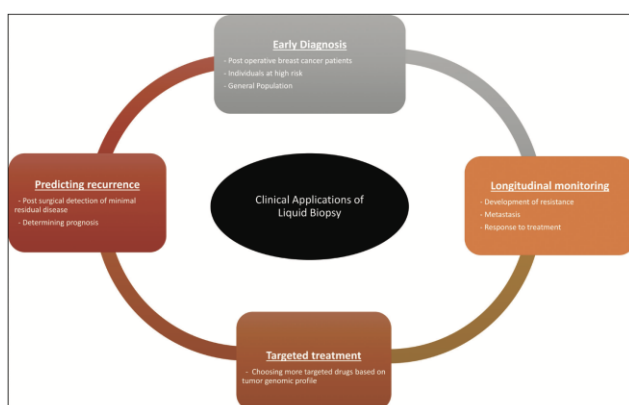 Early Diagnosis
- Post operative breast cancer patients
- Individuals at high risk
- General Population
Predicting recurrence
- Post surgical detection of minimal
residual disease
- Determining prognosis
Clinical Applications of
Liquid Biopsy
Longitudinal monitoring
- Development of resistance
- Metastasis
- Response to treatment
Targeted treatment
- Choosing more targeted drugs based on
tumor genomic profile